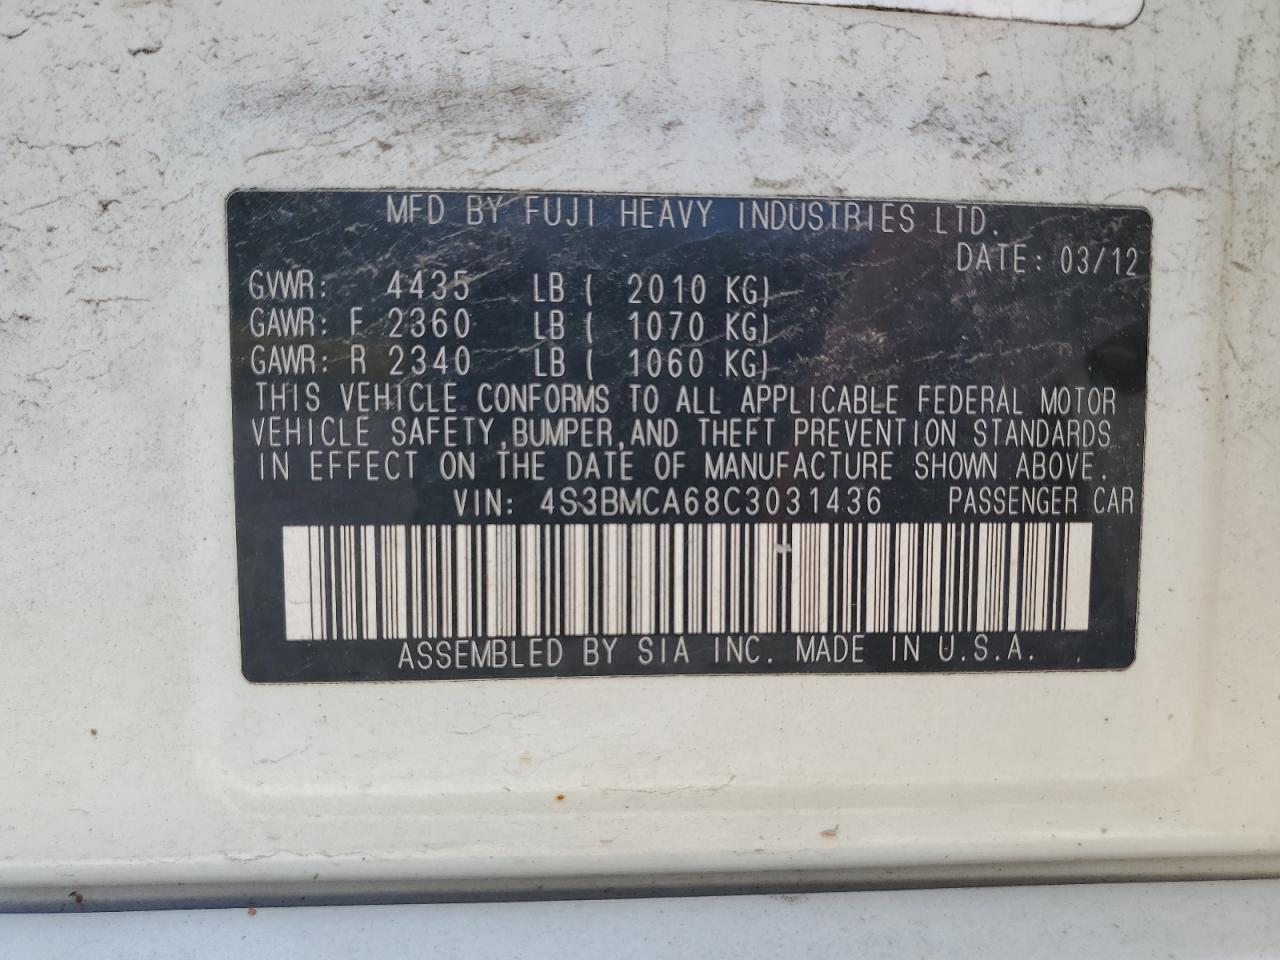 MFD BY FUJI HEAVY INDUSTRIES LTD.
DATE: 03/12
GVWR: 4435 LB ( 2010 KG)
GAWR: F 2360 LB ( 1070 KG)
GAWR: R 2340 LB ( 1060 KG)
THIS VEHICLE CONFORMS TO ALL APPLICABLE FEDERAL MOTOR
VEHICLE SAFETY,BUMPER,AND THEFT PREVENTION STANDARDS
IN EFFECT ON THE DATE OF MANUFACTURE SHOWN ABOVE.
VIN: 4S3BMCA68C3031436 PASSENGER CAR
ASSEMBLED BY SIA INC. MADE IN U.S.A.